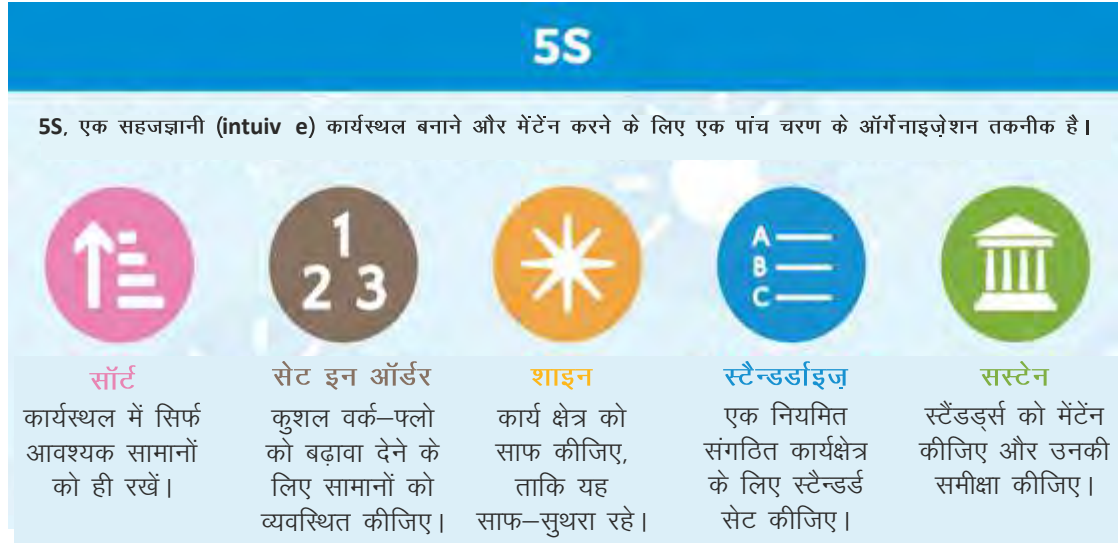 5S
5S, एक सहजज्ञानी (intuiv e) कार्यस्थल बनाने और मेंटेंन करने के लिए एक पांच चरण के ऑर्गेनाइज़ेशन तकनीक है।
1
2 3
A
B
C
सॉर्ट
कार्यस्थल में सिर्फ
आवश्यक सामानों
को ही रखें।
सेट इन ऑर्डर
कुशल वर्क–फ्लो
को बढ़ावा देने के
लिए सामानों को
व्यवस्थित कीजिए।
शाइन
कार्य क्षेत्र को
साफ कीजिए,
ताकि यह
साफ–सुथरा रहे।
स्टैन्डर्डाइज़
एक नियमित
संगठित कार्यक्षेत्र
के लिए स्टैन्डर्ड
सेट कीजिए।
सस्टेन
स्टैंडर्ड्स को मेंटेंन
कीजिए और उनकी
समीक्षा कीजिए।